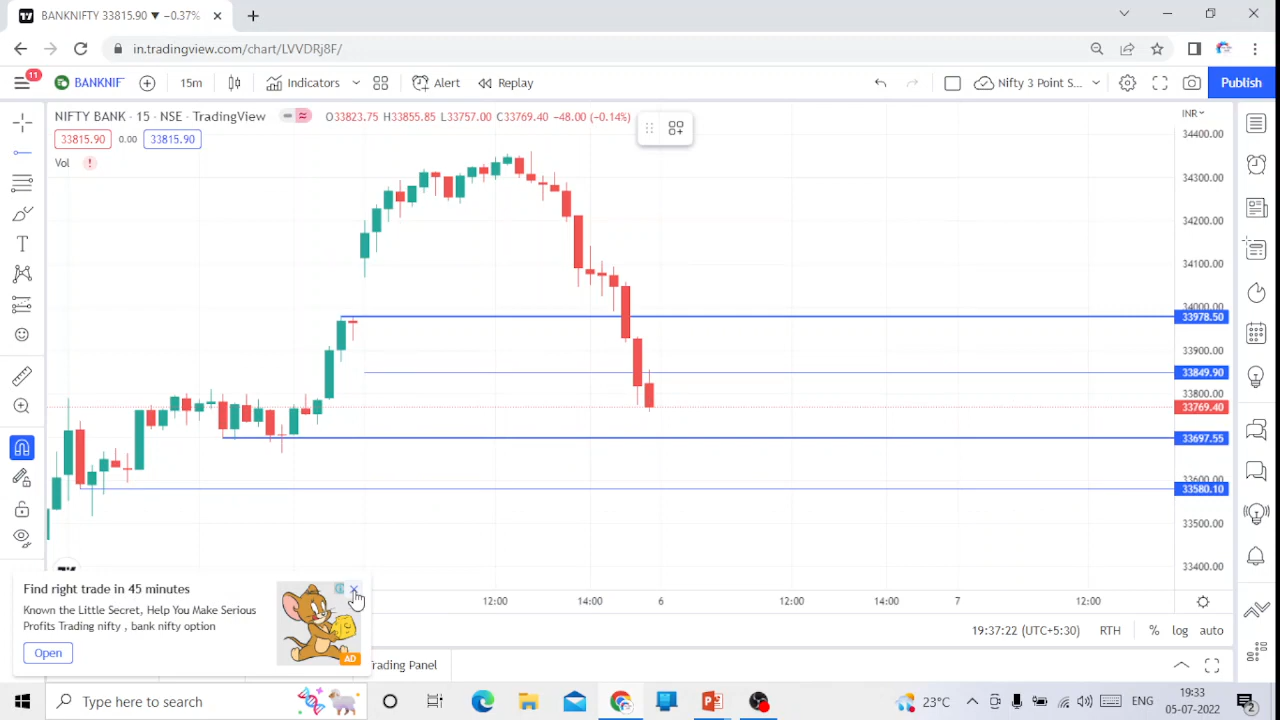 BANKNIFTY 33815.90 ▼ −0.37%
in.tradingview.com/chart/LVVDRj8F/
11
BANKNIF
15m
Indicators
Alert
Replay
Nifty 3 Point S...
Publish
NIFTY BANK · 15 · NSE · TradingView
O33823.75 H33855.85 L33757.00 C33769.40 −48.00 (−0.14%)
INR
33815.90 0.00 33815.90
Vol
34400.00
34300.00
34200.00
34100.00
34000.00
33978.50
33900.00
33849.90
33800.00
33769.40
33697.55
33600.00
33580.10
33500.00
33400.00
Find right trade in 45 minutes
Known the Little Secret, Help You Make Serious
Profits Trading nifty , bank nifty option
Open
AD
12:00 14:00 6 12:00 14:00 7 12:00
19:37:22 (UTC+5:30) RTH % log auto
rading Panel
Type here to search
23°C
ENG
19:33
05-07-2022
2